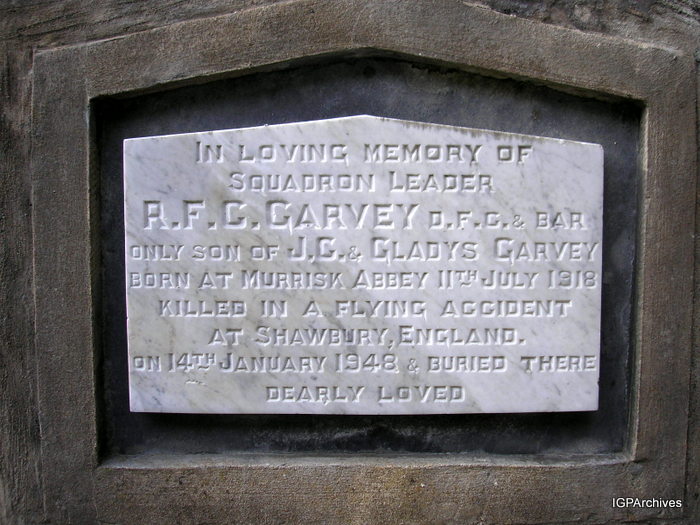 In loving memory of
Squadron Leader
R.F.G. Garvey D.F.C. & Bar
only son of J.C. & Gladys Garvey
born at Murrisk Abbey 11th July 1918
killed in a flying accident
at Shawbury, England.
on 14th January 1948 & buried there
dearly loved
IGPArchives